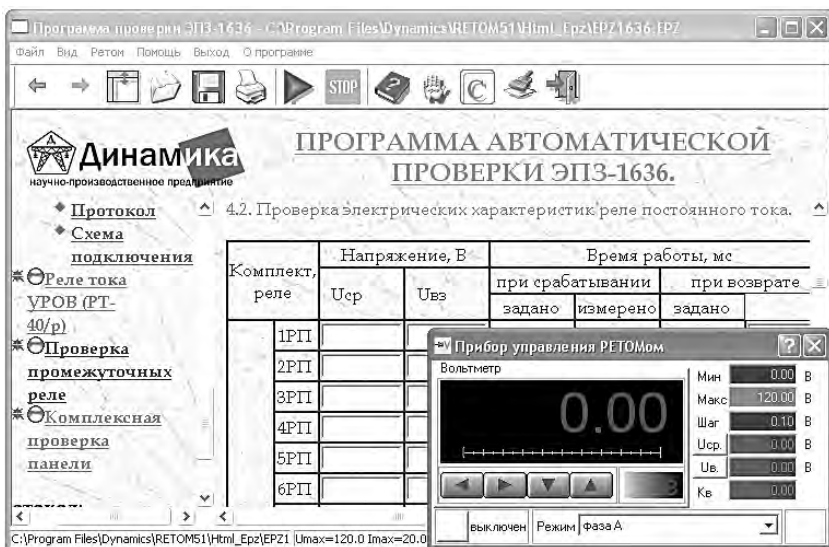 Программа проверки ЭПЗ-1636 - C:\Program Files\Dynamics\RETOM51\Html_Epz\EPZ1636.EPZ
Файл Вид Ретом Помощь Выход О программе
STOP
Динамика
научно-производственное предприятие
Протокол
Схема
подключения
Реле тока
УРОВ (РТ-
40/р)
Проверка
промежуточных
реле
Комплексная
проверка
панели
ПРОГРАММА АВТОМАТИЧЕСКОЙ
ПРОВЕРКИ ЭПЗ-1636.
4.2. Проверка электрических характеристик реле постоянного тока.
Комплект,
реле
Напряжение, В
Время работы, мс
Uср
Uвз
при срабатывании
при возврате
задано
измерено
задано
1РП
2РП
3РП
4РП
5РП
6РП
Прибор управления РЕТОМом
Вольтметр
0.00
3
Мин 0.00 В
Макс 120.00 В
Шаг 0.10 В
Uср. 0.00 В
Uв. 0.00 В
Кв 0.00
выключен Режим фаза А
C:\Program Files\Dynamics\RETOM51\Html_Epz\EPZ1 Umax=120.0 Imax=20.0